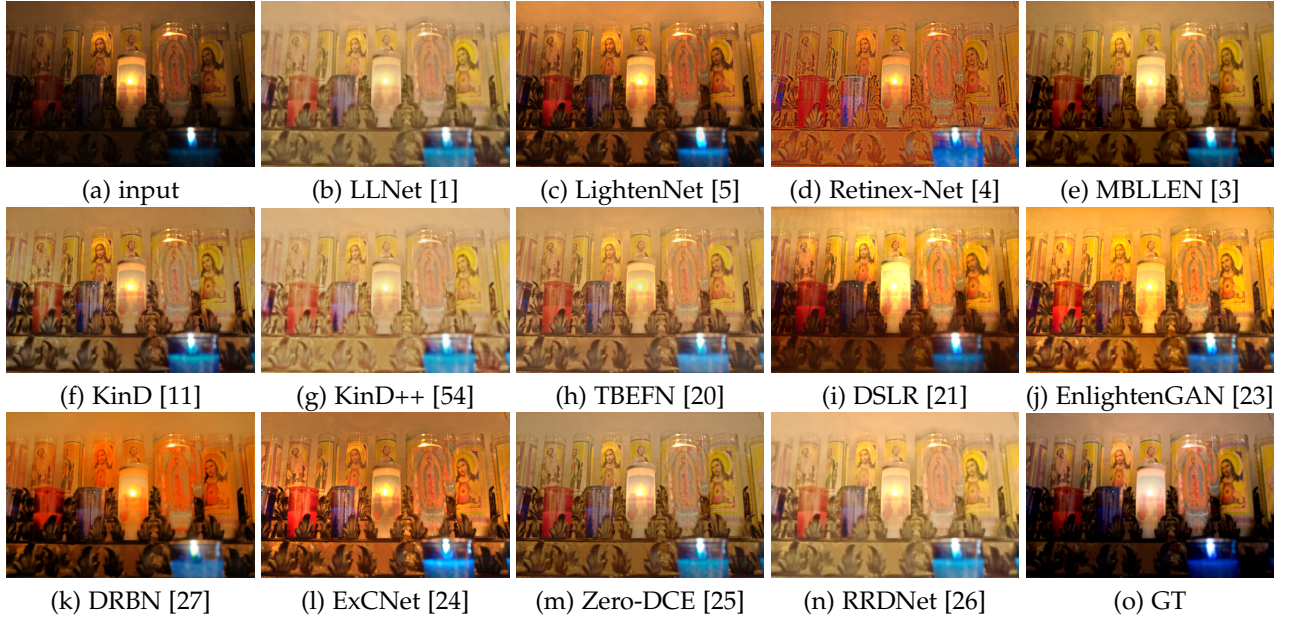 (a) input
(b) LLNet [1]
(c) LightenNet [5]
(d) Retinex-Net [4]
(e) MBLLEN [3]
(f) KinD [11]
(g) KinD++ [54]
(h) TBEFN [20]
(i) DSLR [21]
(j) EnlightenGAN [23]
(k) DRBN [27]
(l) ExCNet [24]
(m) Zero-DCE [25]
(n) RRDNet [26]
(o) GT